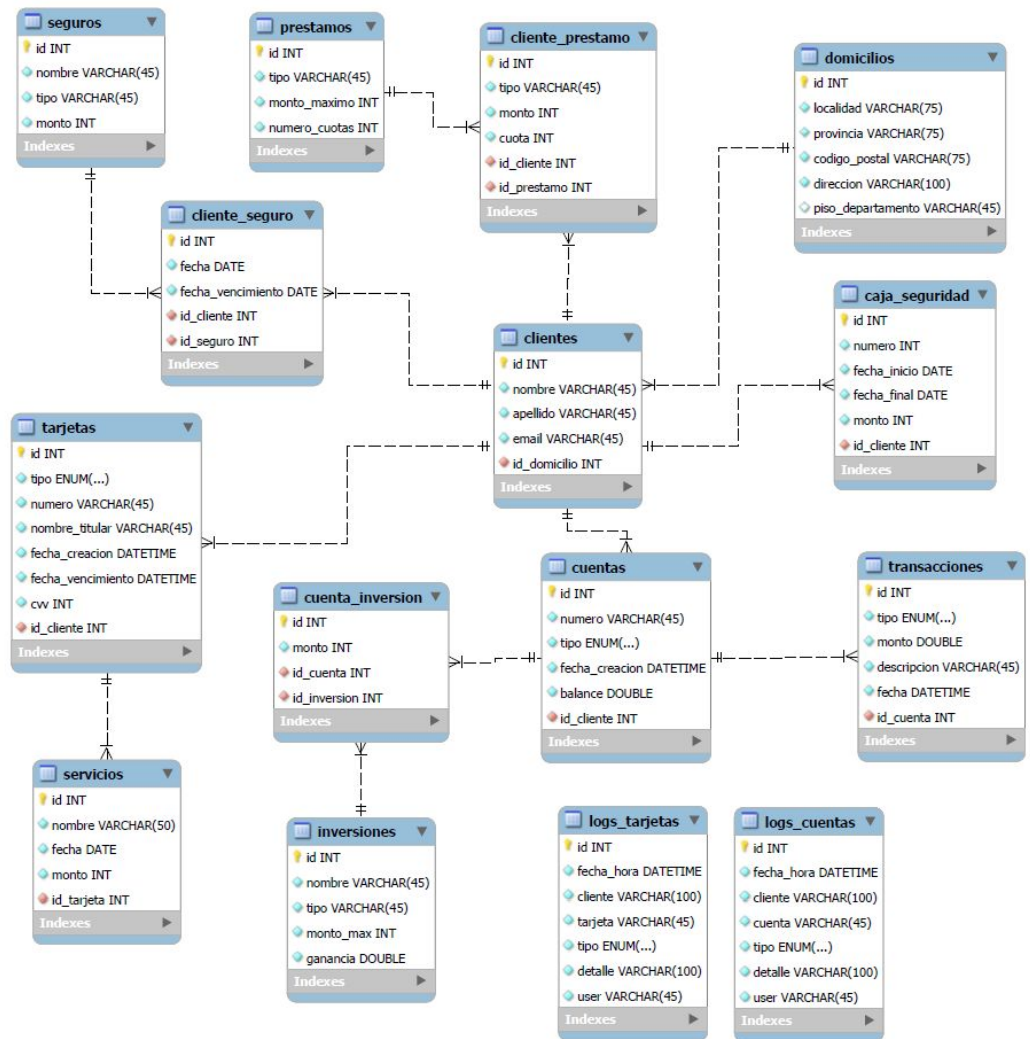 seguros
id INT
nombre VARCHAR(45)
tipo VARCHAR(45)
monto INT
Indexes
prestamos
id INT
tipo VARCHAR(45)
monto_maximo INT
numero_cuotas INT
Indexes
cliente_prestamo
id INT
tipo VARCHAR(45)
monto INT
cuota INT
id_cliente INT
id_prestamo INT
Indexes
domicilios
id INT
localidad VARCHAR(75)
provincia VARCHAR(75)
codigo_postal VARCHAR(75)
direccion VARCHAR(100)
piso_departamento VARCHAR(45)
Indexes
cliente_seguro
id INT
fecha DATE
fecha_vencimiento DATE
id_cliente INT
id_seguro INT
Indexes
clientes
id INT
nombre VARCHAR(45)
apellido VARCHAR(45)
email VARCHAR(45)
id_domicilio INT
Indexes
caja_seguridad
id INT
numero INT
fecha_inicio DATE
fecha_final DATE
monto INT
id_cliente INT
Indexes
tarjetas
id INT
tipo ENUM(...)
numero VARCHAR(45)
nombre_titular VARCHAR(45)
fecha_creacion DATETIME
fecha_vencimiento DATETIME
cvv INT
id_cliente INT
Indexes
cuenta_inversion
id INT
monto INT
id_cuenta INT
id_inversion INT
Indexes
cuentas
id INT
numero VARCHAR(45)
tipo ENUM(...)
fecha_creacion DATETIME
balance DOUBLE
id_cliente INT
Indexes
transacciones
id INT
tipo ENUM(...)
monto DOUBLE
descripcion VARCHAR(45)
fecha DATETIME
id_cuenta INT
Indexes
servicios
id INT
nombre VARCHAR(50)
fecha DATE
monto INT
id_tarjeta INT
Indexes
inversiones
id INT
nombre VARCHAR(45)
tipo VARCHAR(45)
monto_max INT
ganancia DOUBLE
Indexes
logs_tarjetas
id INT
fecha_hora DATETIME
cliente VARCHAR(100)
tarjeta VARCHAR(45)
tipo ENUM(...)
detalle VARCHAR(100)
user VARCHAR(45)
Indexes
logs_cuentas
id INT
fecha_hora DATETIME
cliente VARCHAR(100)
cuenta VARCHAR(45)
tipo ENUM(...)
detalle VARCHAR(100)
user VARCHAR(45)
Indexes